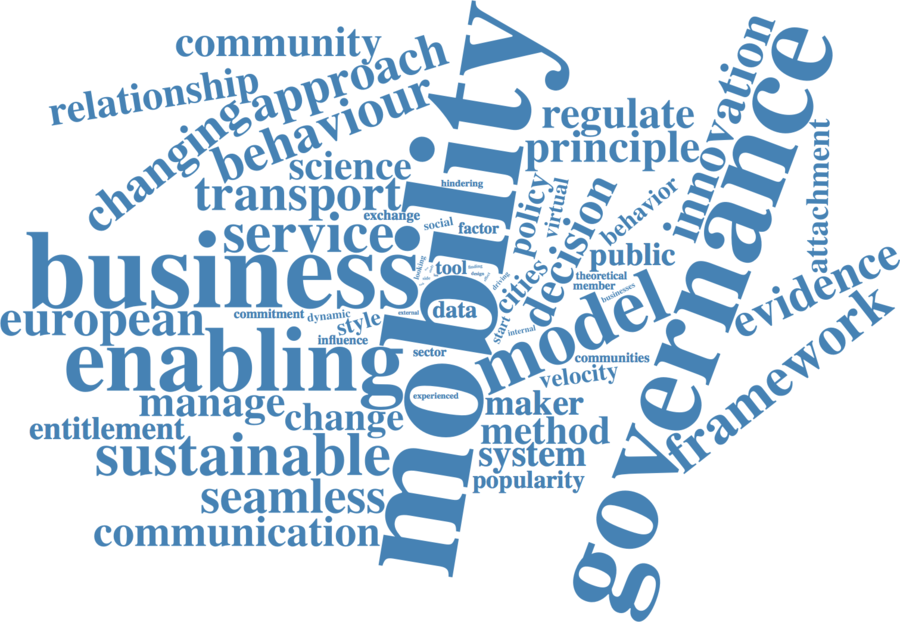 community
relationship
approach
changing
behaviour
science
transport
exchange
service
business
european
commitment
dynamic
style
influence
enabling
manage
change
entitlement
sustainable
seamless
communication
mobility
hindering
social
factor
tool
data
sector
experienced
looking
design
driving
external
start
internal
cities
policy
virtual
decision
behavior
regulate
principle
public
theoretical
member
businesses
model
communities
velocity
maker
method
system
popularity
innovation
governance
attachment
evidence
framework